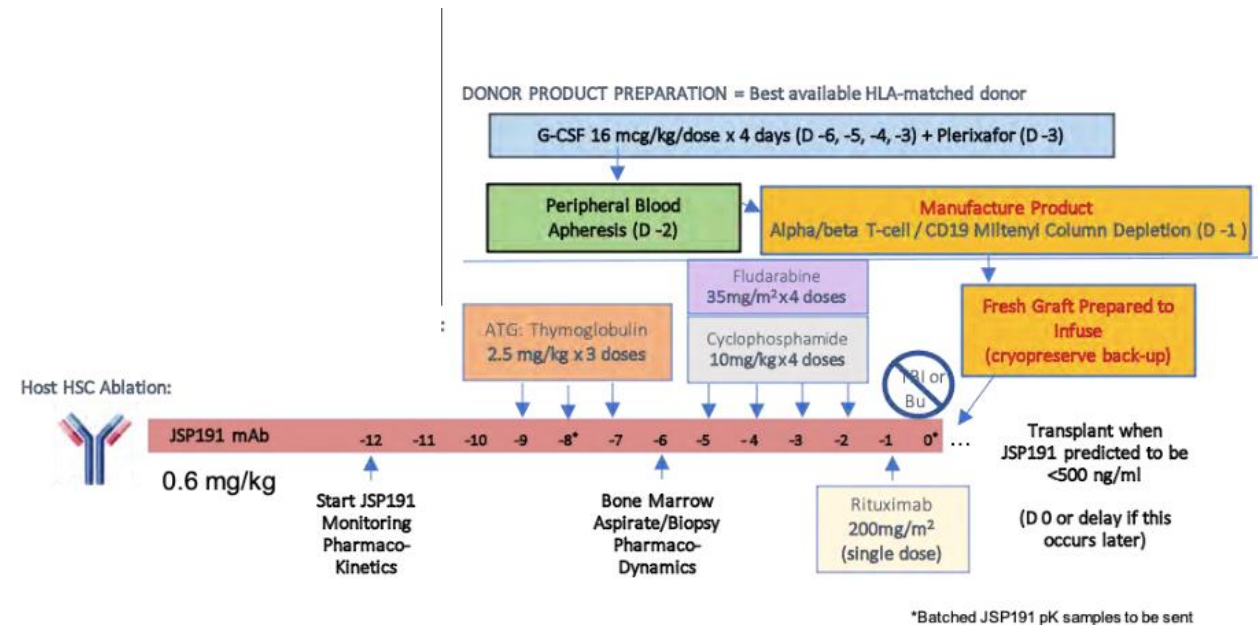 DONOR PRODUCT PREPARATION = Best available HLA-matched donor
G-CSF 16 mcg/kg/dose x 4 days (D -6, -5, -4, -3) + Plerixafor (D -3)
Peripheral Blood
Apheresis (D -2)
Manufacture Product
Alpha/beta T-cell / CD19 Miltenyi Column Depletion (D -1 )
Fludarabine
35mg/m² x4 doses
Cyclophosphamide
10mg/kg x4 doses
:
ATG: Thymoglobulin
2.5 mg/kg x 3 doses
Fresh Graft Prepared to
Infuse
(cryopreserve back-up)
TBI or
Bu
Host HSC Ablation:
JSP191 mAb
-12 -11 -10 -9 -8* -7 -6 -5 -4 -3 -2 -1 0* ...
0.6 mg/kg
Start JSP191
Monitoring
Pharmaco-
Kinetics
Bone Marrow
Aspirate/Biopsy
Pharmaco-
Dynamics
Rituximab
200mg/m²
(single dose)
Transplant when
JSP191 predicted to be
<500 ng/ml
(D 0 or delay if this
occurs later)
*Batched JSP191 pK samples to be sent